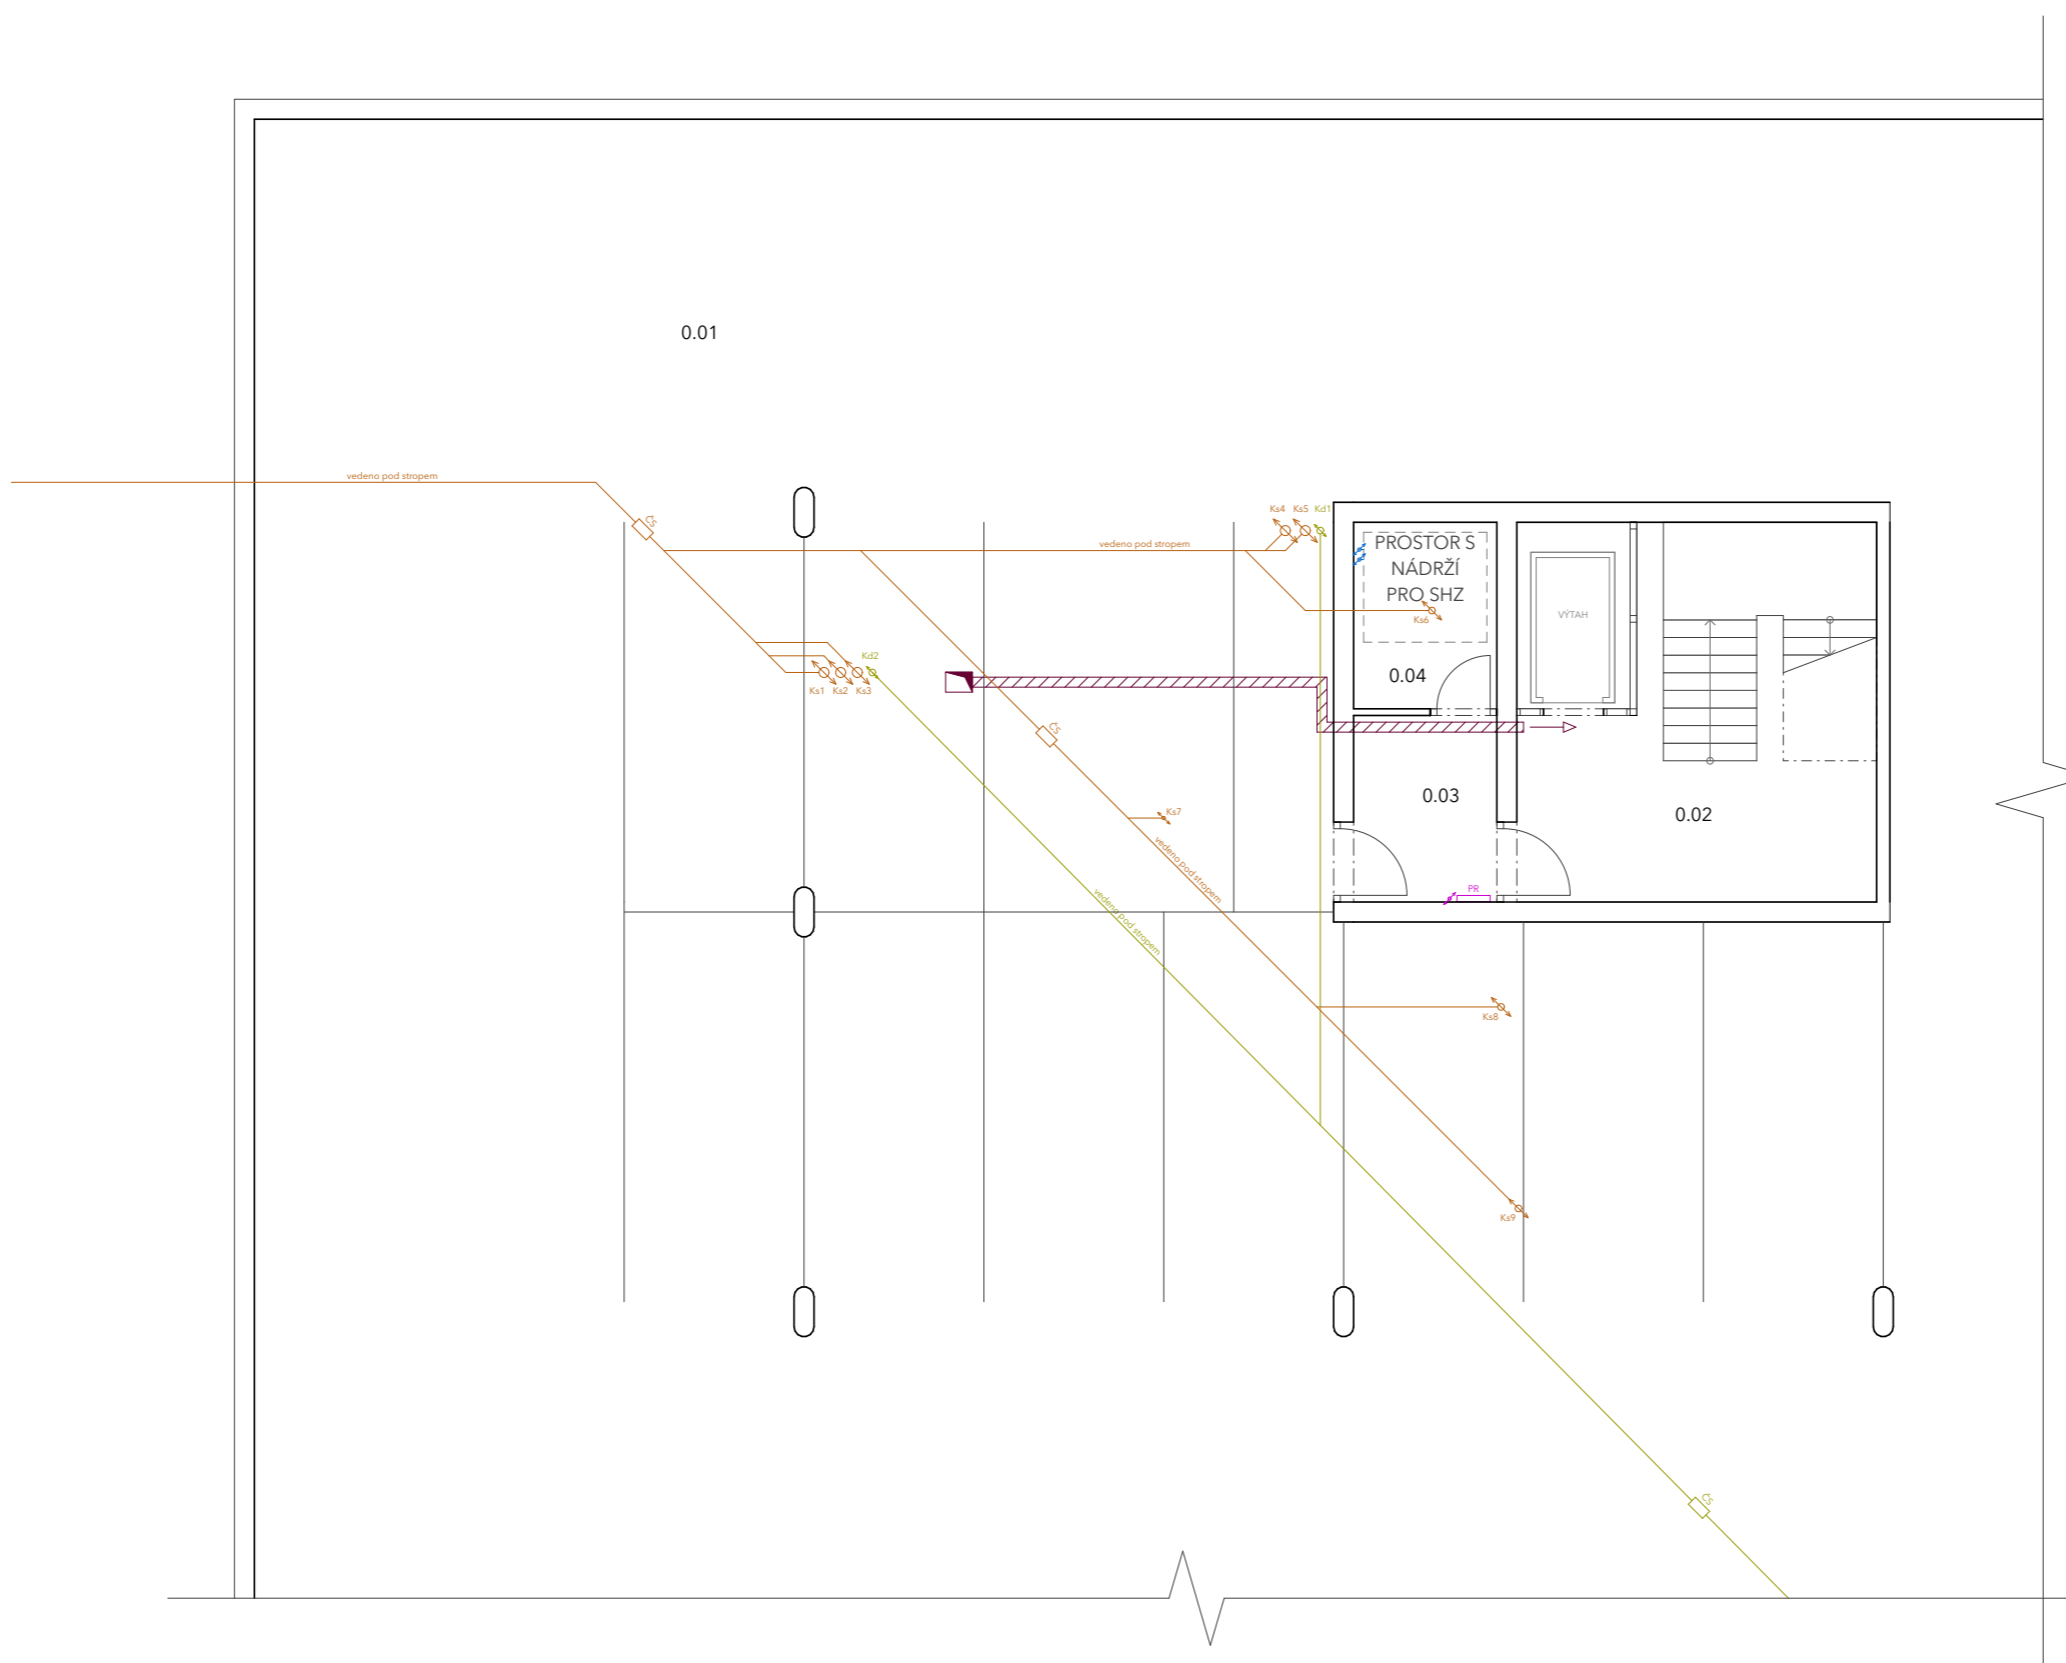 0.01
vedeno pod stropem
ČS
Ks4 Ks5 Kd1
vedeno pod stropem
PROSTOR S
NÁDRŽÍ
PRO SHZ
Ks6
VÝTAH
Kd2
Ks1 Ks2 Ks3
0.04
ČS
0.03
0.02
Ks7
vedeno pod stropem
vedeno pod stropem
PR
Ks8
Ks9
ČS